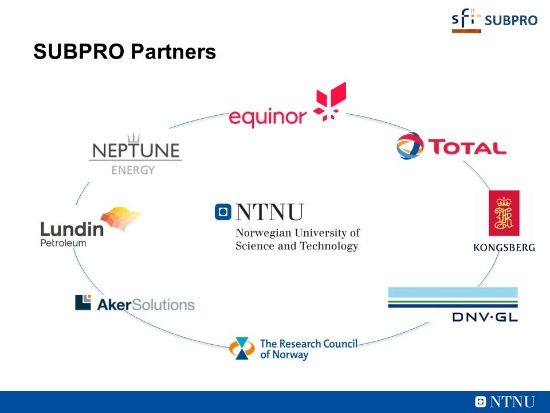 sfi SUBPRO
SUBPRO Partners
equinor
NEPTUNE
ENERGY
TOTAL
NTNU
Norwegian University of
Science and Technology
Lundin
Petroleum
KONGSBERG
AkerSolutions
DNV·GL
The Research Council
of Norway
NTNU